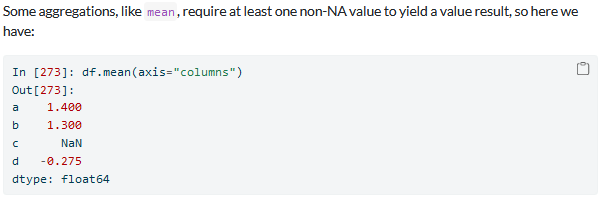 Some aggregations, like mean, require at least one non-NA value to yield a value result, so here we
have:
In [273]: df.mean(axis="columns")
Out[273]:
a    1.400
b    1.300
c      NaN
d   -0.275
dtype: float64